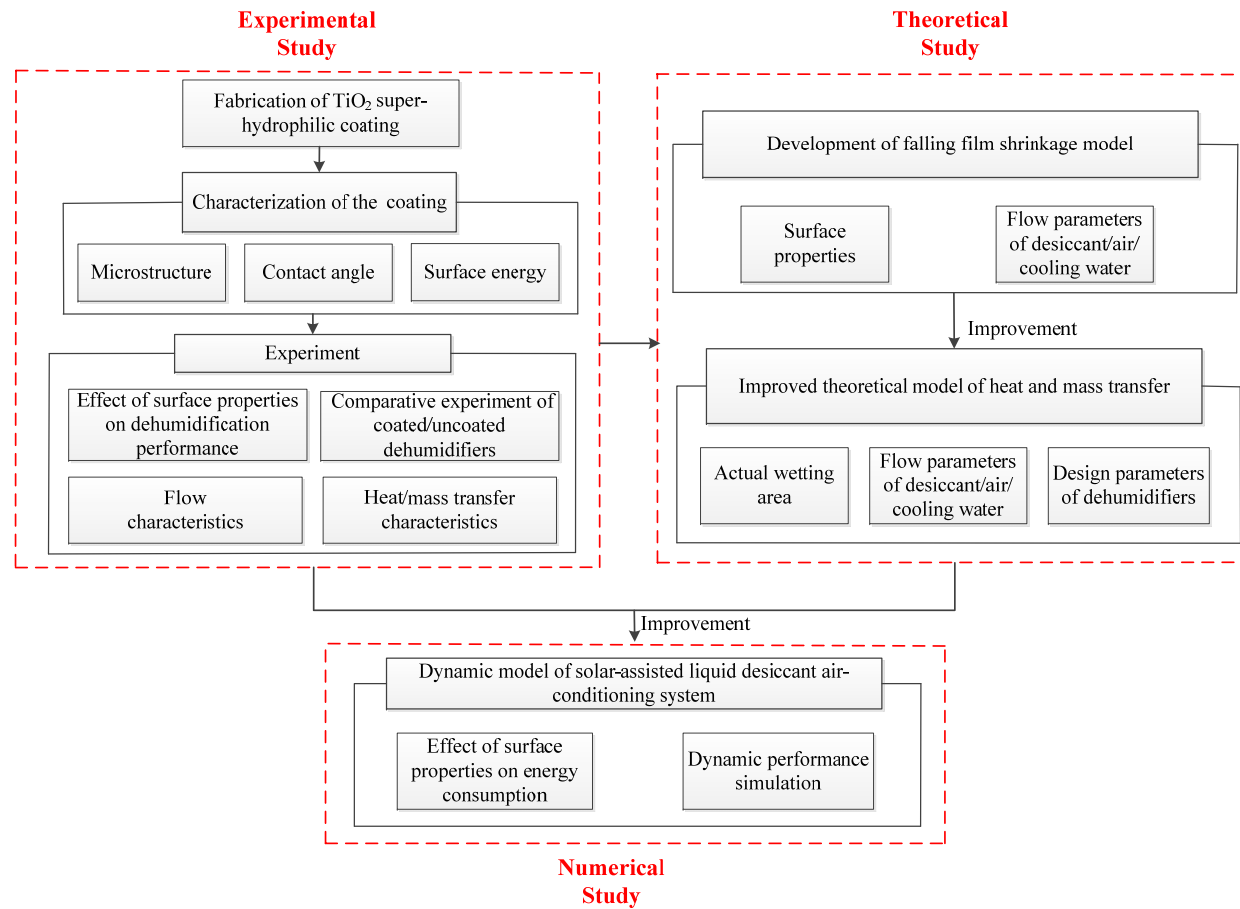 Experimental
Study
Fabrication of TiO₂ super-
hydrophilic coating
Characterization of the coating
Microstructure
Contact angle
Surface energy
Experiment
Effect of surface properties
on dehumidification
performance
Comparative experiment of
coated/uncoated
dehumidifiers
Flow
characteristics
Heat/mass transfer
characteristics
Theoretical
Study
Development of falling film shrinkage model
Surface
properties
Flow parameters
of desiccant/air/
cooling water
Improvement
Improved theoretical model of heat and mass transfer
Actual wetting
area
Flow parameters
of desiccant/air/
cooling water
Design parameters
of dehumidifiers
Improvement
Dynamic model of solar-assisted liquid desiccant air-
conditioning system
Effect of surface
properties on energy
consumption
Dynamic performance
simulation
Numerical
Study